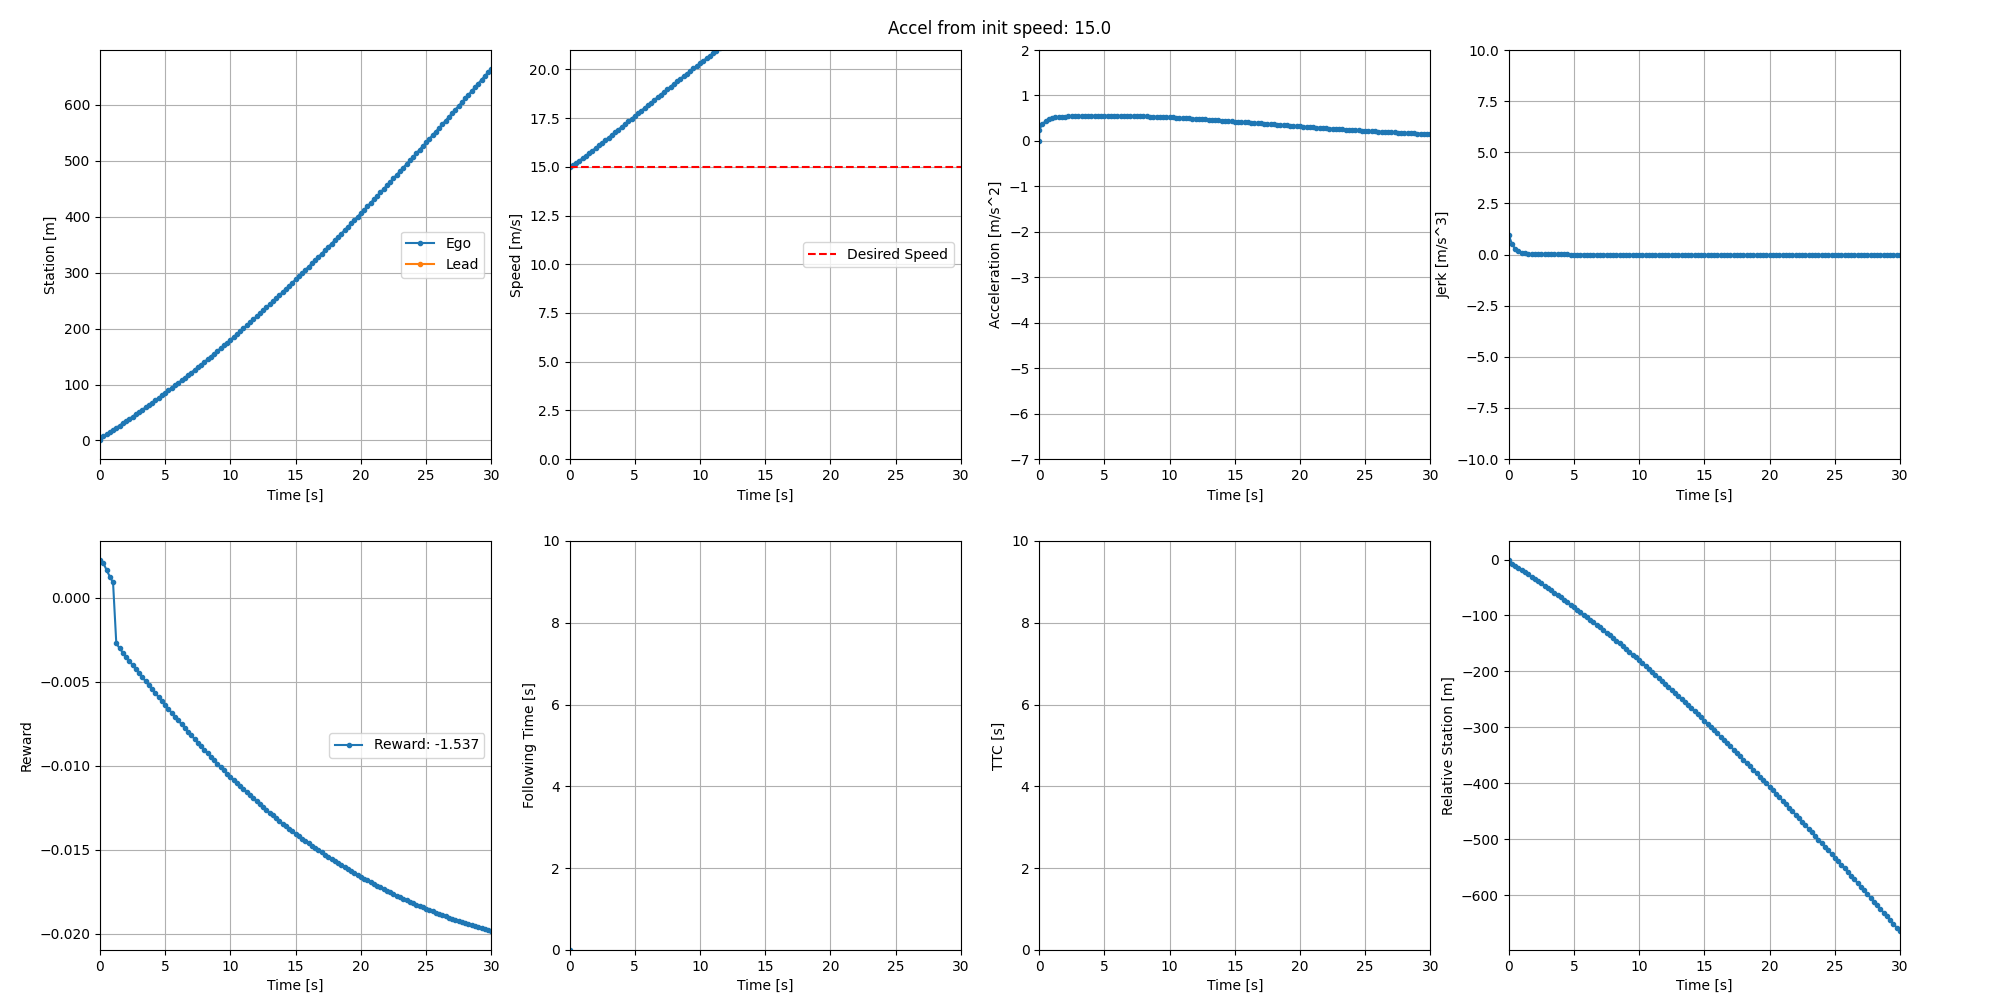 Accel from init speed: 15.0
Station [m]
600
500
400
300
200
100
0
Ego
Lead
0 5 10 15 20 25 30
Time [s]
Speed [m/s]
20.0
17.5
15.0
12.5
10.0
7.5
5.0
2.5
0.0
Desired Speed
0 5 10 15 20 25 30
Time [s]
Acceleration [m/s^2]
2
1
0
−1
−2
−3
−4
−5
−6
−7
0 5 10 15 20 25 30
Time [s]
Jerk [m/s^3]
10.0
7.5
5.0
2.5
0.0
−2.5
−5.0
−7.5
−10.0
0 5 10 15 20 25 30
Time [s]
Reward
0.000
−0.005
−0.010
−0.015
−0.020
Reward: -1.537
0 5 10 15 20 25 30
Time [s]
Following Time [s]
10
8
6
4
2
0
0 5 10 15 20 25 30
Time [s]
TTC [s]
10
8
6
4
2
0
0 5 10 15 20 25 30
Time [s]
Relative Station [m]
0
−100
−200
−300
−400
−500
−600
0 5 10 15 20 25 30
Time [s]